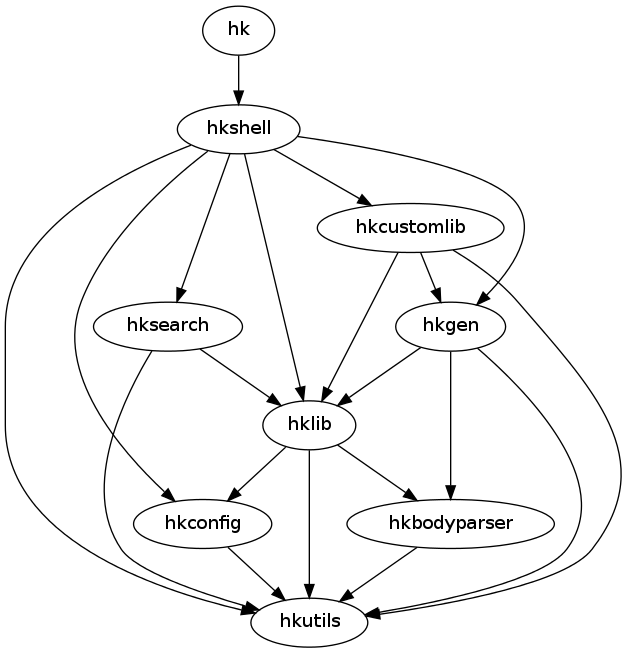 hk
hkshell
hkcustomlib
hksearch
hkgen
hklib
hkconfig
hkbodyparser
hkutils